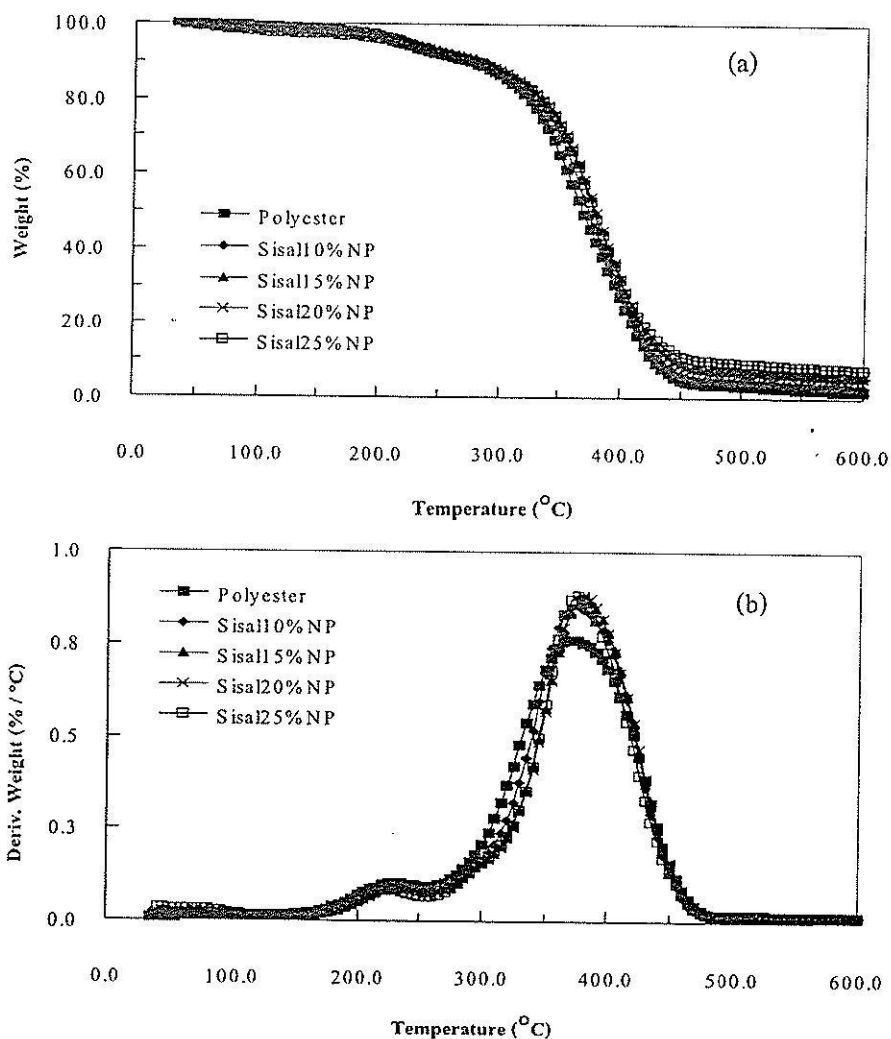 100.0
80.0
60.0
40.0
20.0
0.0
Weight (%)
(a)
Polyester
Sisal10%NP
Sisal15%NP
Sisal20%NP
Sisal25%NP
0.0 100.0 200.0 300.0 400.0 500.0 600.0
Temperature (°C)
1.0
0.8
0.5
0.3
0.0
Deriv. Weight (% / °C)
(b)
Polyester
Sisal10%NP
Sisal15%NP
Sisal20%NP
Sisal25%NP
0.0 100.0 200.0 300.0 400.0 500.0 600.0
Temperature (°C)